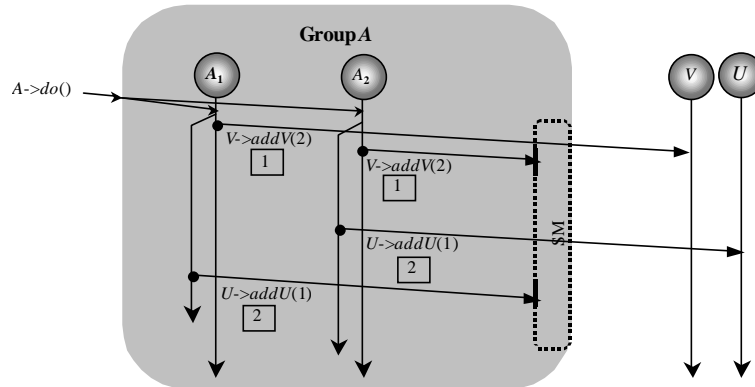 Group A
A1
A2
V
U
A->do()
V->addV(2)
1
V->addV(2)
1
SM
U->addU(1)
2
U->addU(1)
2